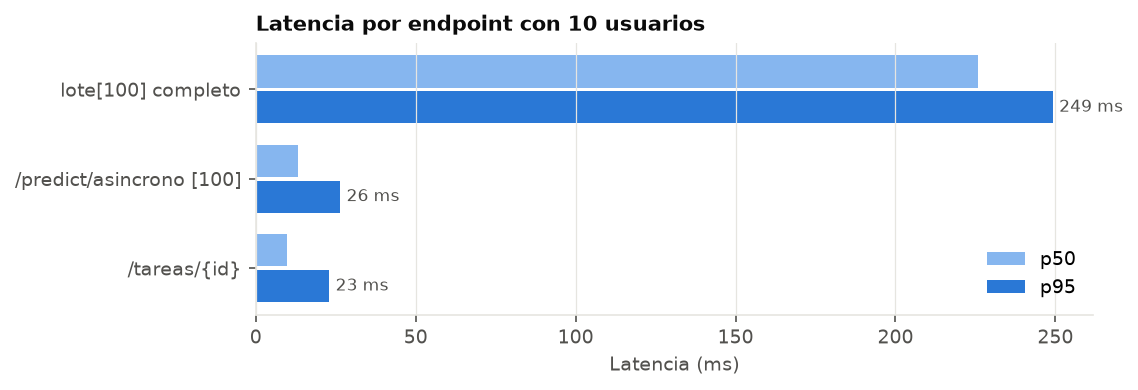 Latencia por endpoint con 10 usuarios
lote[100] completo
249 ms
/predict/asincrono [100]
26 ms
/tareas/{id}
23 ms
p50
p95
0 50 100 150 200 250
Latencia (ms)